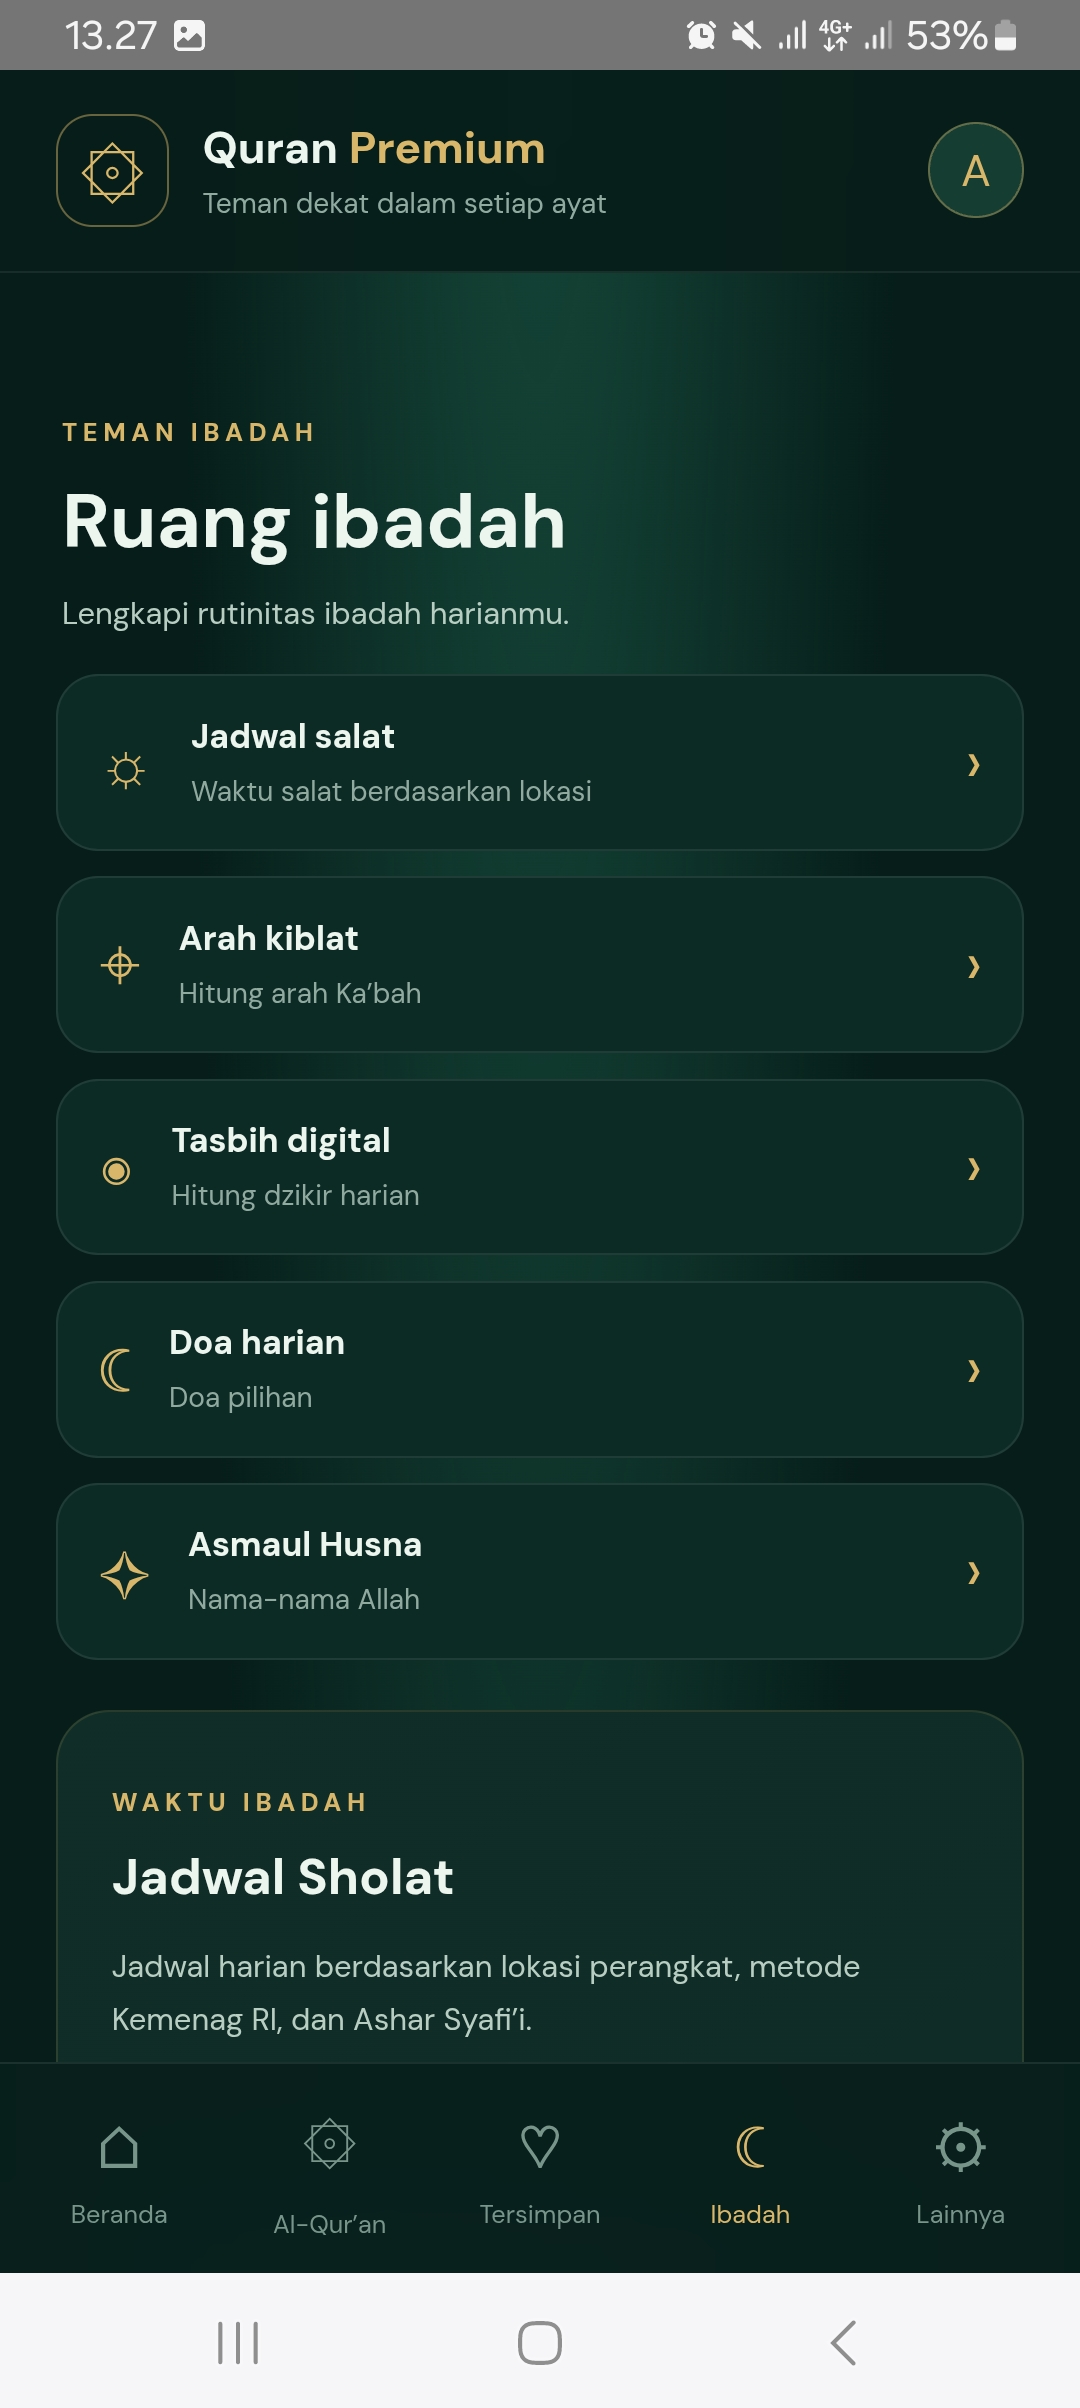 13.27
4G+
53%
Quran Premium
Teman dekat dalam setiap ayat
A
TEMAN IBADAH
Ruang ibadah
Lengkapi rutinitas ibadah harianmu.
Jadwal salat
Waktu salat berdasarkan lokasi
Arah kiblat
Hitung arah Ka’bah
Tasbih digital
Hitung dzikir harian
Doa harian
Doa pilihan
Asmaul Husna
Nama-nama Allah
WAKTU IBADAH
Jadwal Sholat
Jadwal harian berdasarkan lokasi perangkat, metode
Kemenag RI, dan Ashar Syafi’i.
Beranda
Al-Qur’an
Tersimpan
Ibadah
Lainnya